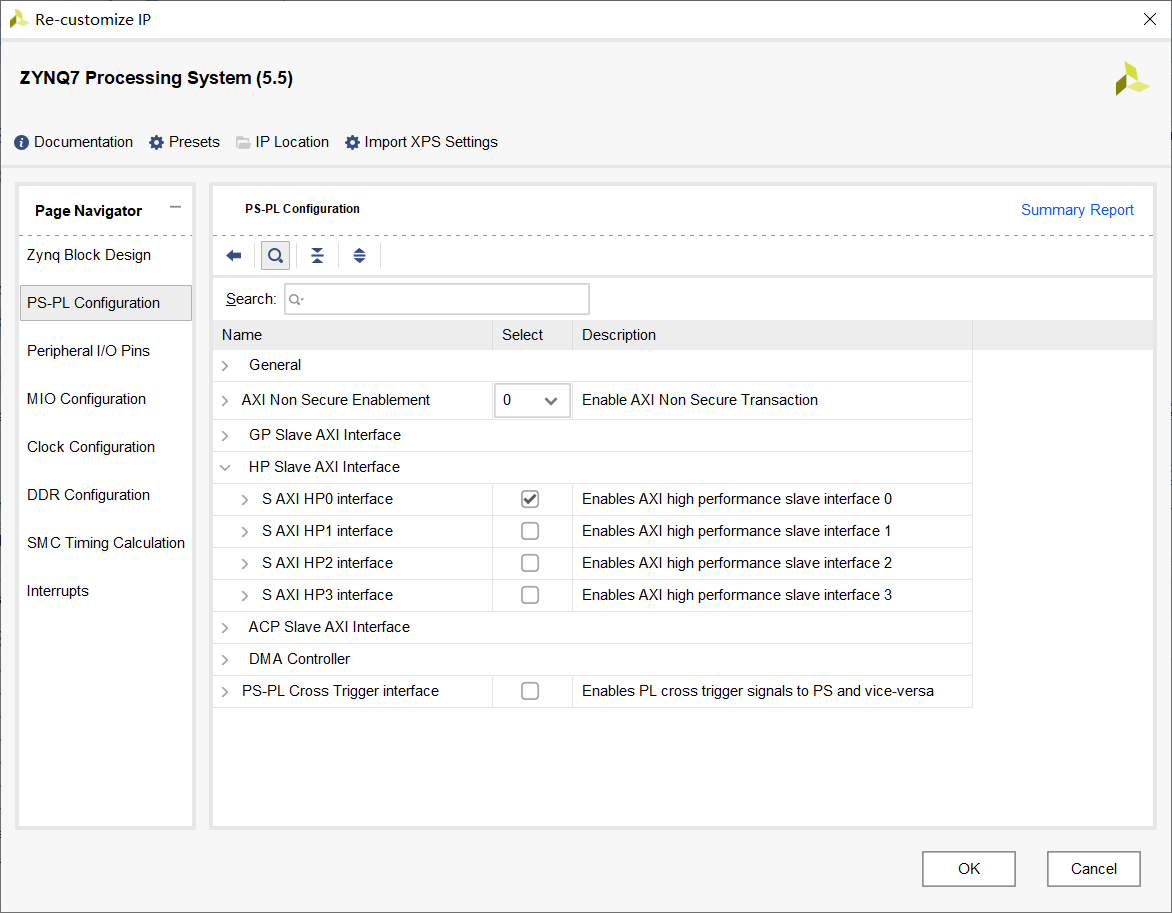 Re-customize IP
ZYNQ7 Processing System (5.5)
Documentation Presets IP Location Import XPS Settings
Page Navigator
Zynq Block Design
PS-PL Configuration
Peripheral I/O Pins
MIO Configuration
Clock Configuration
DDR Configuration
SMC Timing Calculation
Interrupts
PS-PL Configuration Summary Report
Search:
Name Select Description
General
AXI Non Secure Enablement 0 Enable AXI Non Secure Transaction
GP Slave AXI Interface
HP Slave AXI Interface
S AXI HP0 interface Enables AXI high performance slave interface 0
S AXI HP1 interface Enables AXI high performance slave interface 1
S AXI HP2 interface Enables AXI high performance slave interface 2
S AXI HP3 interface Enables AXI high performance slave interface 3
ACP Slave AXI Interface
DMA Controller
PS-PL Cross Trigger interface Enables PL cross trigger signals to PS and vice-versa
OK Cancel